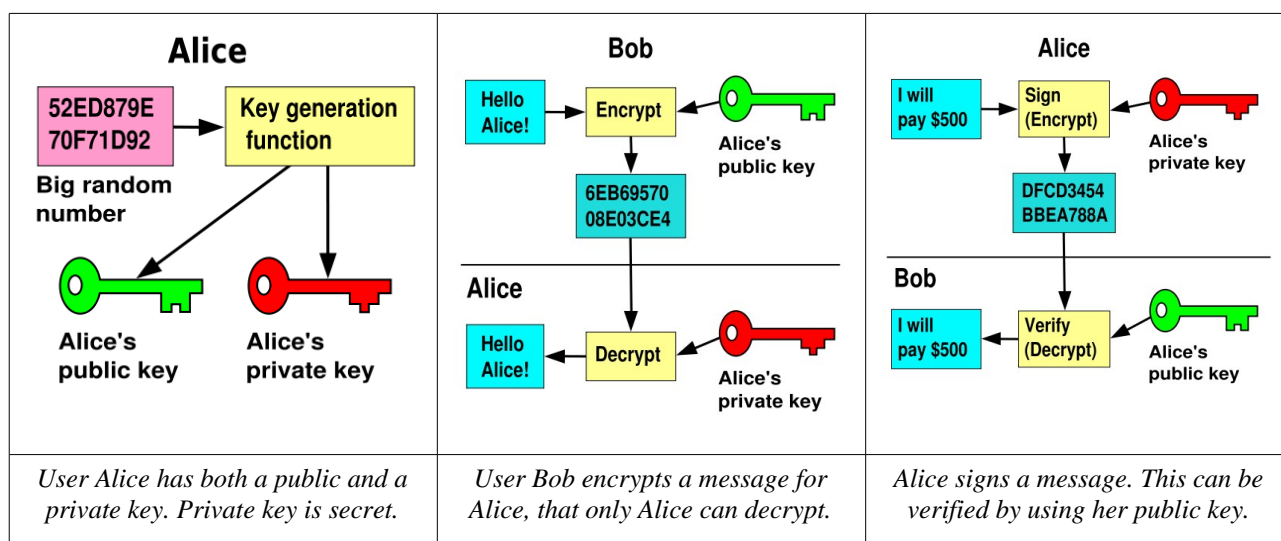 Alice
52ED879E
70F71D92
Key generation
function
Big random
number
Alice's
public key
Alice's
private key
User Alice has both a public and a
private key. Private key is secret.
Bob
Hello
Alice!
Encrypt
Alice's
public key
6EB69570
08E03CE4
Alice
Hello
Alice!
Decrypt
Alice's
private key
User Bob encrypts a message for
Alice, that only Alice can decrypt.
Alice
I will
pay $500
Sign
(Encrypt)
Alice's
private key
DFCD3454
BBEA788A
Bob
I will
pay $500
Verify
(Decrypt)
Alice's
public key
Alice signs a message. This can be
verified by using her public key.